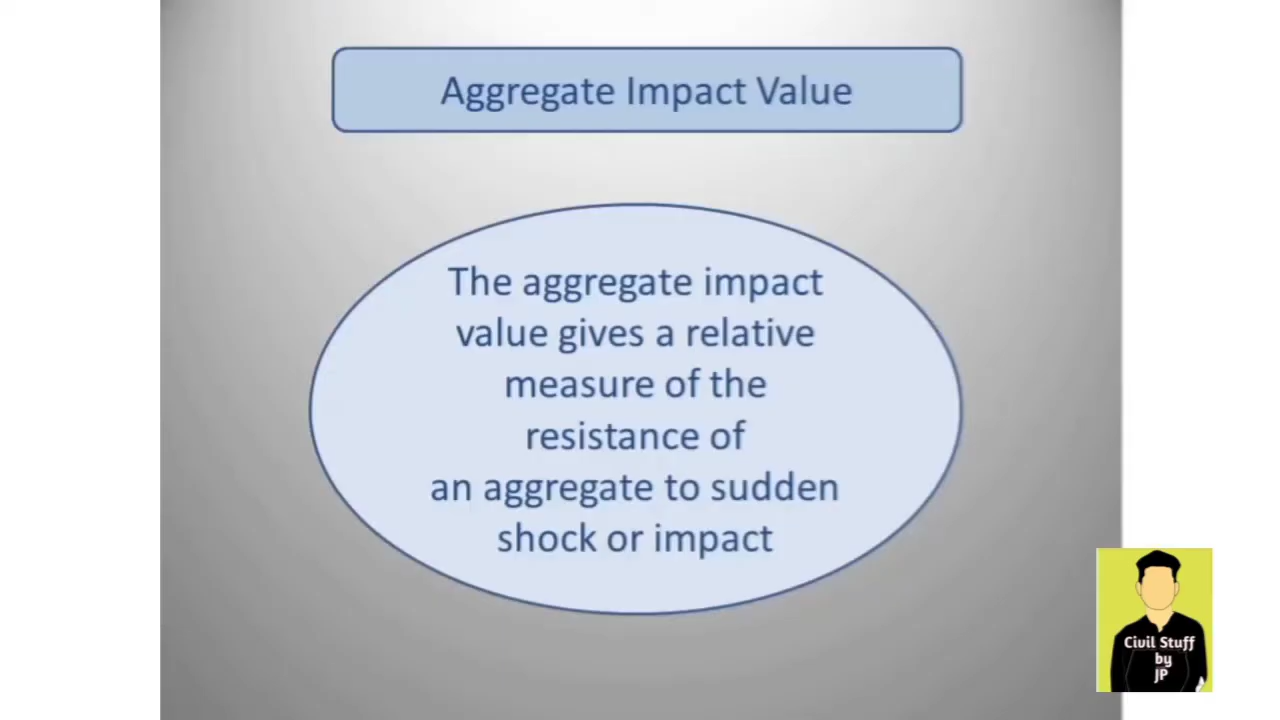 Aggregate Impact Value
The aggregate impact
value gives a relative
measure of the
resistance of
an aggregate to sudden
shock or impact
Civil Stuff
by
JP